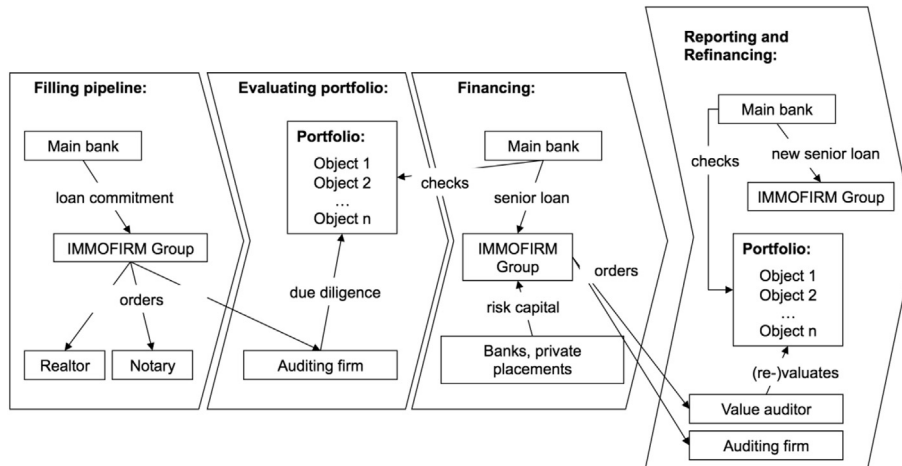 Filling pipeline:
Main bank
loan commitment
IMMOFIRM Group
orders
Realtor
Notary
Evaluating portfolio:
Portfolio:
Object 1
Object 2
...
Object n
due diligence
Auditing firm
Financing:
Main bank
checks
senior loan
IMMOFIRM
Group
orders
risk capital
Banks, private
placements
Reporting and
Refinancing:
Main bank
checks
new senior loan
IMMOFIRM Group
Portfolio:
Object 1
Object 2
...
Object n
(re-)valuates
Value auditor
Auditing firm